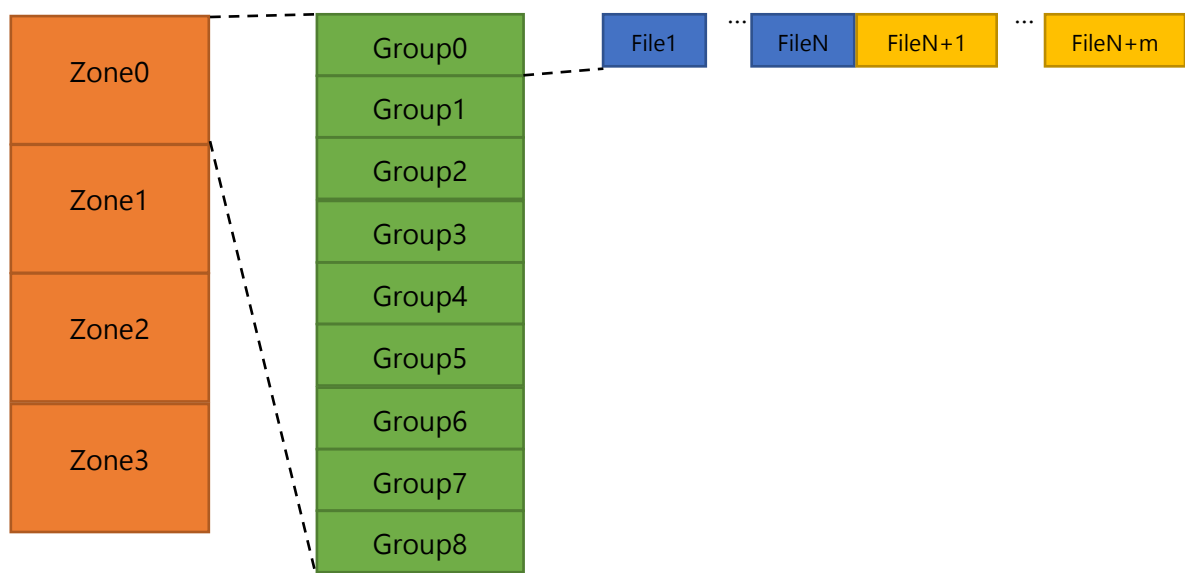 Zone0
Zone1
Zone2
Zone3
Group0
Group1
Group2
Group3
Group4
Group5
Group6
Group7
Group8
File1 ... FileN FileN+1 ... FileN+m